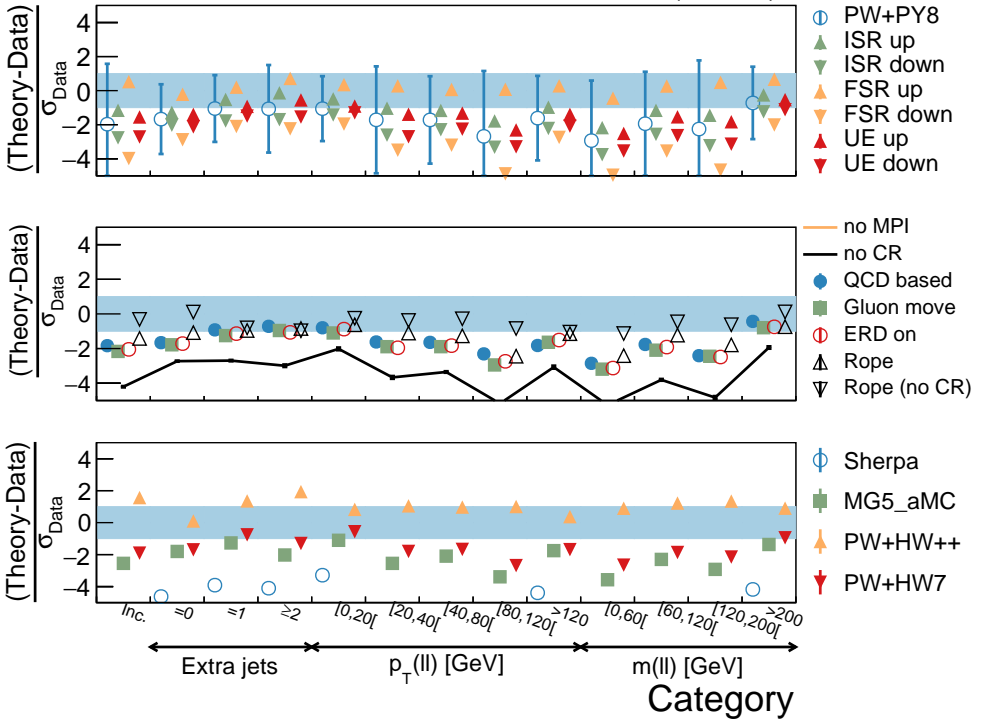 (Theory-Data)
σData
4
2
0
−2
−4
PW+PY8
ISR up
ISR down
FSR up
FSR down
UE up
UE down
(Theory-Data)
σData
4
2
0
−2
−4
no MPI
no CR
QCD based
Gluon move
ERD on
Rope
Rope (no CR)
(Theory-Data)
σData
4
2
0
−2
−4
Sherpa
MG5_aMC
PW+HW++
PW+HW7
Inc. =0 =1 ≥2 [0,20[ [20,40[ [40,80[ [80,120[ >120 [0,60[ [60,120[ [120,200[ >200
Extra jets pT(ll) [GeV] m(ll) [GeV]
Category